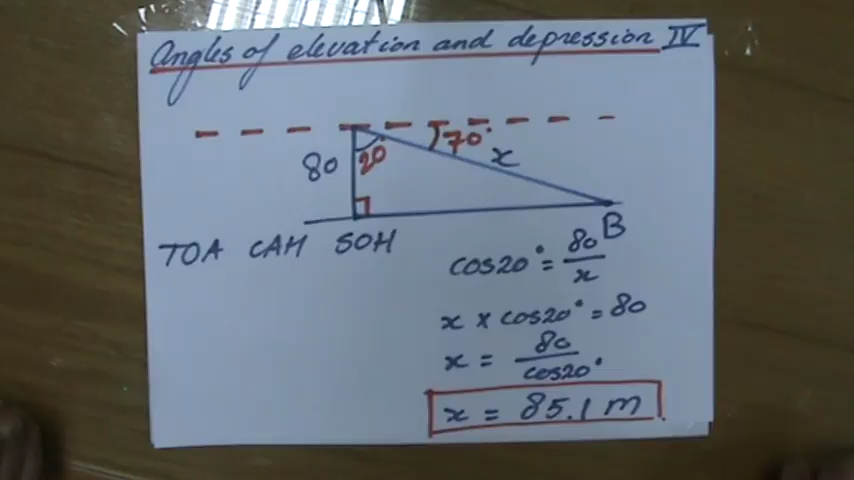 Angles of elevation and depression IV
70°
80 20° x
B
TOA CAH SOH
cos20° = 80/x
x x cos20° = 80
x = 80/cos20°
x = 85.1 m